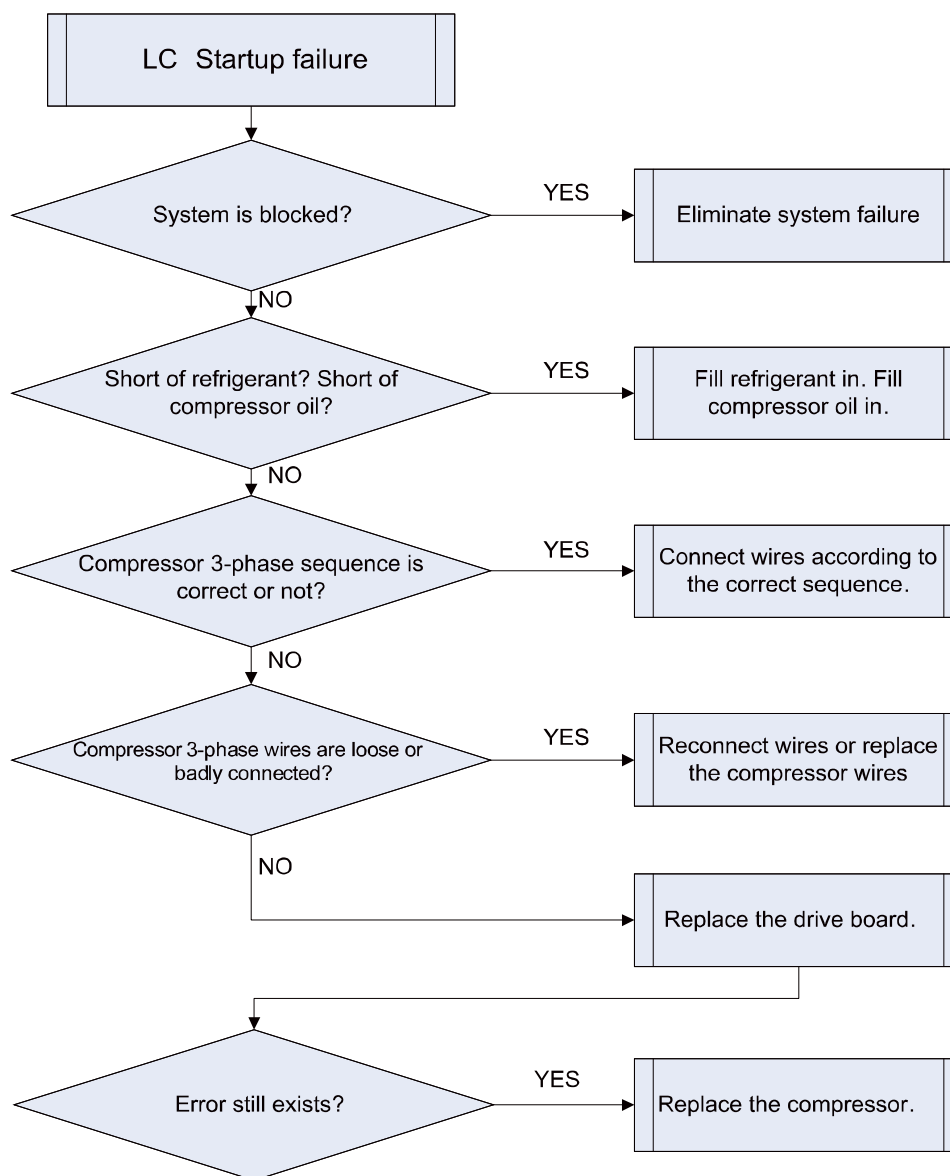 LC Startup failure
System is blocked?
YES
Eliminate system failure
NO
Short of refrigerant? Short of
compressor oil?
YES
Fill refrigerant in. Fill
compressor oil in.
NO
Compressor 3-phase sequence is
correct or not?
YES
Connect wires according to
the correct sequence.
NO
Compressor 3-phase wires are loose or
badly connected?
YES
Reconnect wires or replace
the compressor wires
NO
Replace the drive board.
Error still exists?
YES
Replace the compressor.